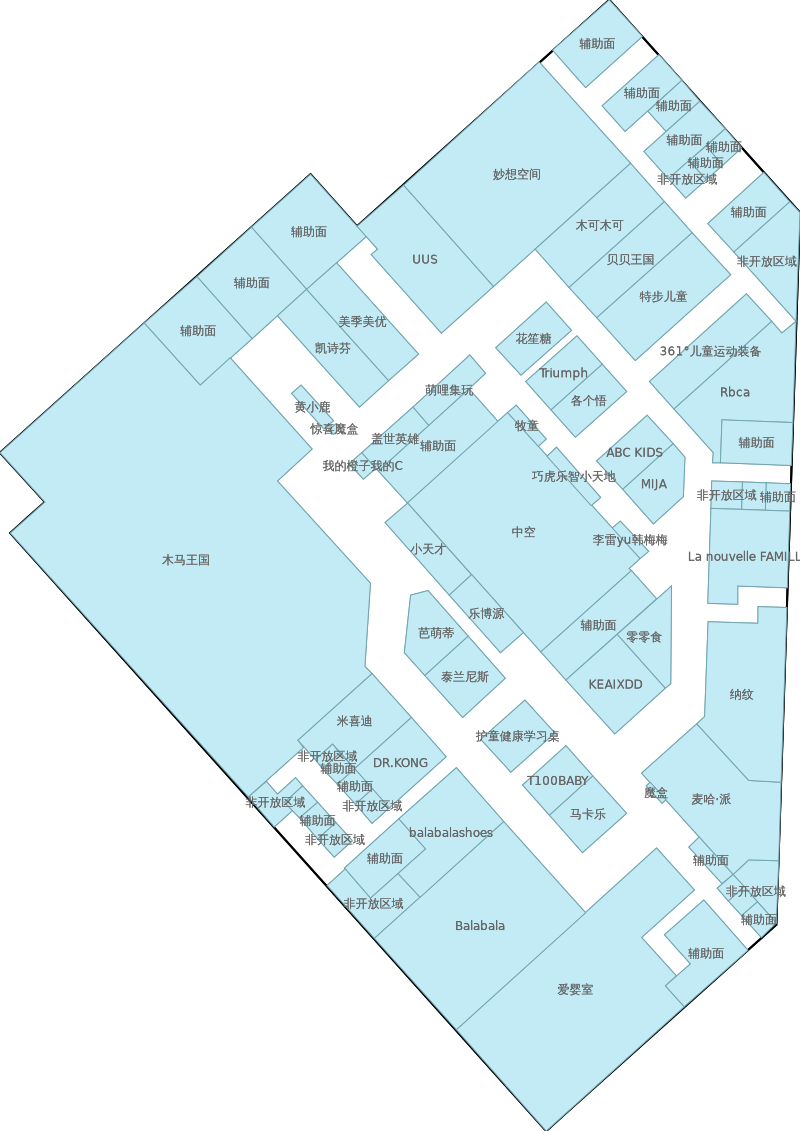 辅助面
辅助面
辅助面
辅助面
辅助面
辅助面
非开放区域
妙想空间
辅助面
木可木可
辅助面
UUS
贝贝王国
非开放区域
辅助面
特步儿童
美季美优
辅助面
花笙糖
凯诗芬
361°儿童运动装备
Triumph
萌哩集玩
Rbca
各个悟
黄小鹿
惊喜魔盒
牧童
盖世英雄
辅助面
辅助面
ABC KIDS
我的橙子我的C
巧虎乐智小天地
MIJA
非开放区域
辅助面
中空
李雷yu韩梅梅
小天才
La nouvelle FAMILL
木马王国
乐博源
辅助面
芭萌蒂
零零食
泰兰尼斯
KEAIXDD
纳纹
米喜迪
护童健康学习桌
非开放区域
DR.KONG
辅助面
T100BABY
辅助面
魔盒
麦哈·派
非开放区域
非开放区域
马卡乐
辅助面
balabalashoes
非开放区域
辅助面
辅助面
非开放区域
非开放区域
辅助面
Balabala
辅助面
爱婴室